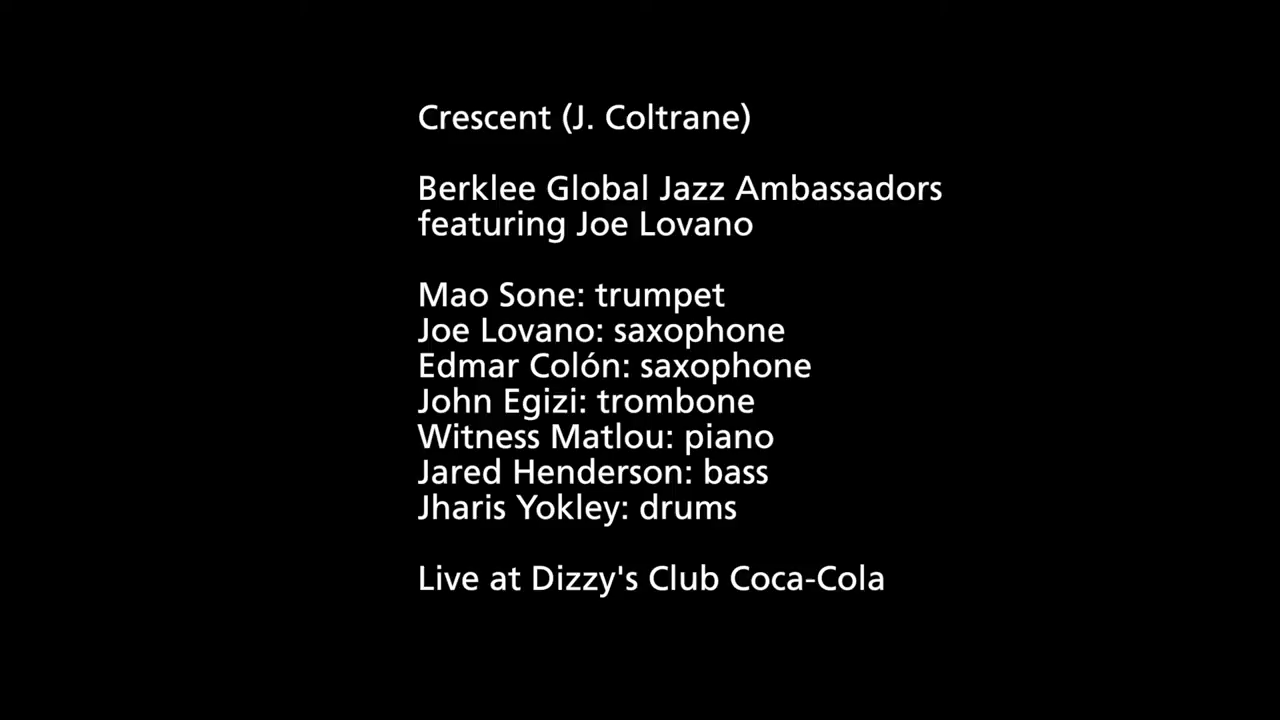 Crescent (J. Coltrane)
Berklee Global Jazz Ambassadors
featuring Joe Lovano
Mao Sone: trumpet
Joe Lovano: saxophone
Edmar Colón: saxophone
John Egizi: trombone
Witness Matlou: piano
Jared Henderson: bass
Jharis Yokley: drums
Live at Dizzy's Club Coca-Cola